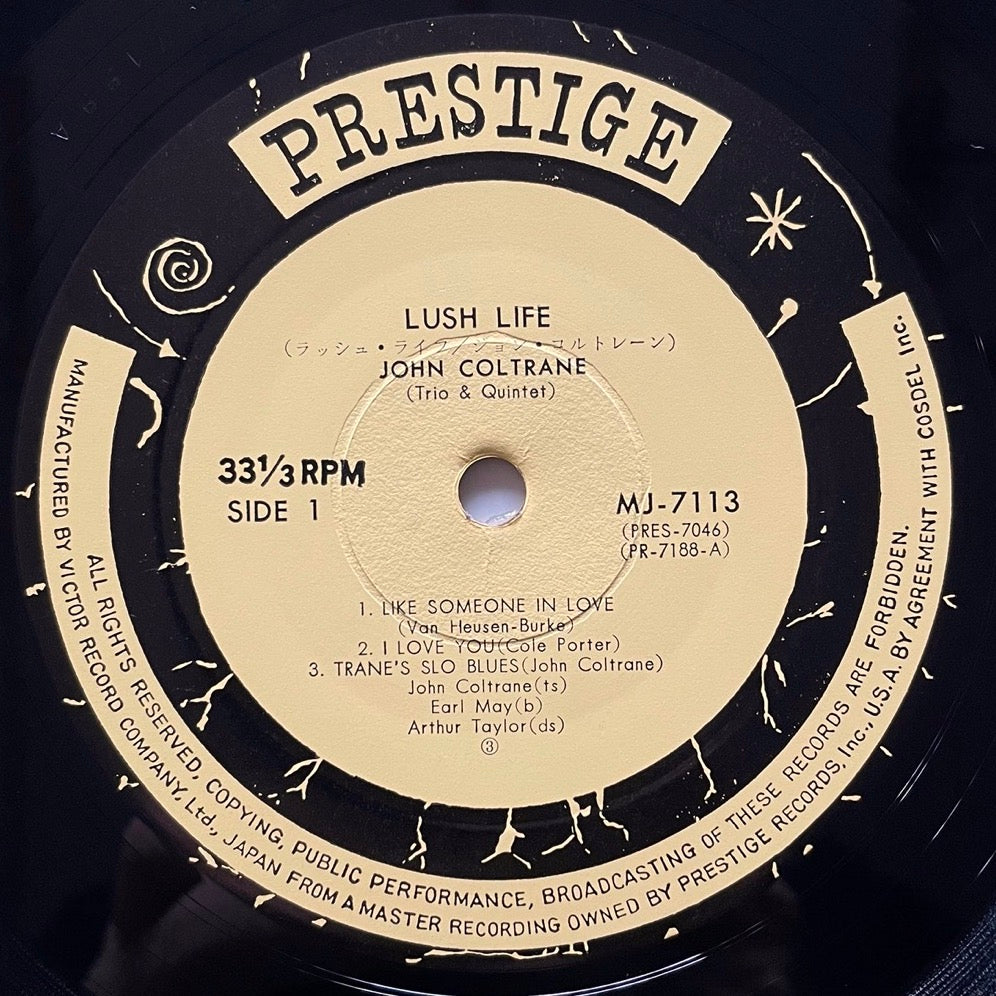 PRESTIGE
LUSH LIFE
(ラッシュ・ライフ/ジョン・コルトレーン)
JOHN COLTRANE
(Trio & Quintet)
33⅓ RPM
SIDE 1
MJ-7113
(PRES-7046)
(PR-7188-A)
1. LIKE SOMEONE IN LOVE
(Van Heusen-Burke)
2. I LOVE YOU(Cole Porter)
3. TRANE'S SLO BLUES(John Coltrane)
John Coltrane(ts)
Earl May(b)
Arthur Taylor(ds)
③
ALL RIGHTS RESERVED, COPYING, PUBLIC PERFORMANCE, BROADCASTING OF THESE RECORDS ARE FORBIDDEN.
MANUFACTURED BY VICTOR RECORD COMPANY, Ltd., JAPAN FROM A MASTER RECORDING OWNED BY PRESTIGE RECORDS, Inc., U.S.A. BY AGREEMENT WITH COSDEL Inc.